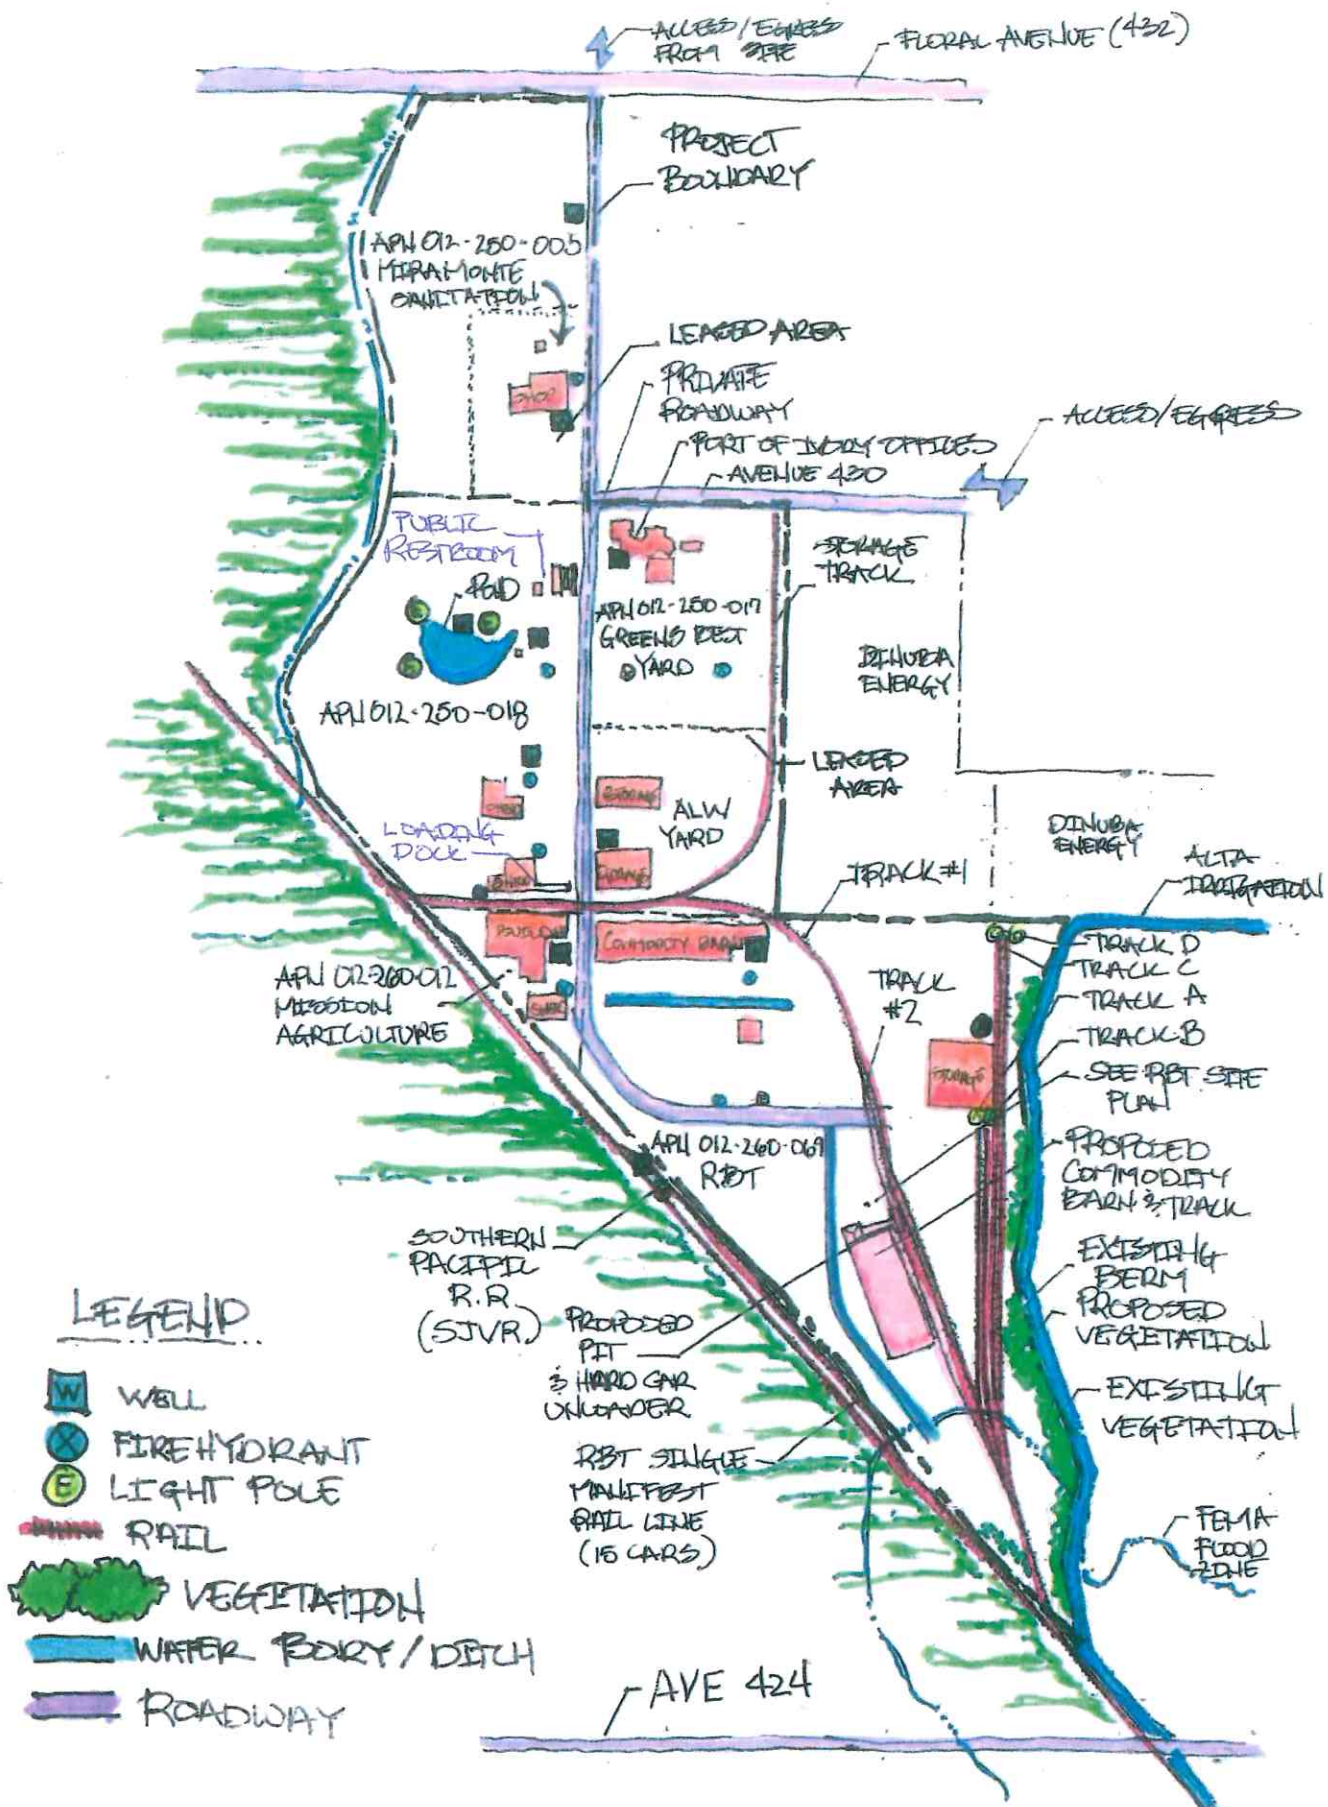 ACCESS/EGRESS
FROM SITE
FLORAL AVENUE (432)
PROJECT
BOUNDARY
APN 012-250-005
MIRAMONTE
SANITATION
LEASED AREA
SHOP
PRIVATE
ROADWAY
ACCESS/EGRESS
PORT OF IVORY OFFICES
AVENUE 430
PUBLIC
RESTROOM
STORAGE
TRACK
POND
APN 012-250-017
GREENS BEST
YARD
DINUBA
ENERGY
APN 012-250-018
LEASED
AREA
STORAGE
ALW
YARD
DINUBA
ENERGY
LOADING
DOCK
TRACK #1
ALTA
IRRIGATION
STORAGE
COMMODITY BARN
TRACK D
TRACK C
TRACK A
TRACK B
TRACK
#2
APN 012-260-012
MISSION
AGRICULTURE
STORAGE
SEE RBT SITE
PLAN
APN 012-260-069
RBT
PROPOSED
COMMODITY
BARN & TRACK
SOUTHERN
PACIFIC
R.R.
(SJVR)
EXISTING
BERM
PROPOSED
VEGETATION
PROPOSED
PIT
& HARD CAR
UNLOADER
EXISTING
VEGETATION
RBT SINGLE
MANIFEST
RAIL LINE
(15 CARS)
FEMA
FLOOD
ZONE
AVE 424
LEGEND
W WELL
X FIRE HYDRANT
E LIGHT POLE
RAIL
VEGETATION
WATER BODY/DITCH
ROADWAY